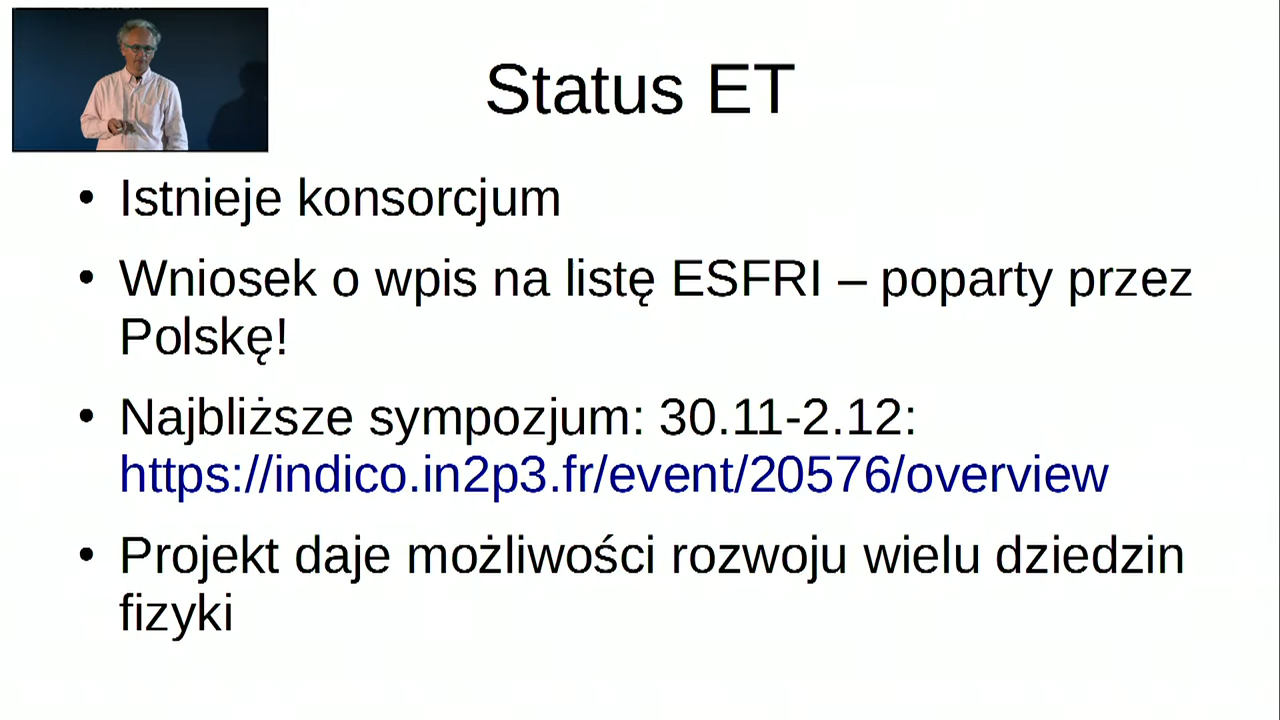 Status ET
• Istnieje konsorcjum
• Wniosek o wpis na listę ESFRI – poparty przez
Polskę!
• Najbliższe sympozjum: 30.11-2.12:
https://indico.in2p3.fr/event/20576/overview
• Projekt daje możliwości rozwoju wielu dziedzin
fizyki